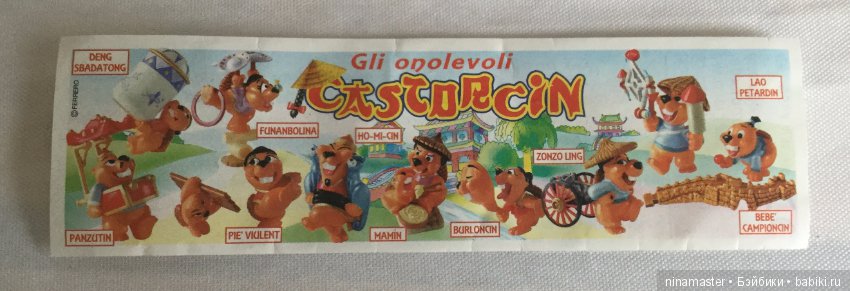 Gli onolevoli
CASTORCIN
DENG
SBADATONG
©FERRERO
FUNANBOLINA
HO-MI-CIN
LAO
PETARDIN
ZONZO LING
PANZUTIN
PIE' VIULENT
MAMIN
BURLONCIN
BEBE'
CAMPIONCIN
ninamaster • Бэйбики • babiki.ru